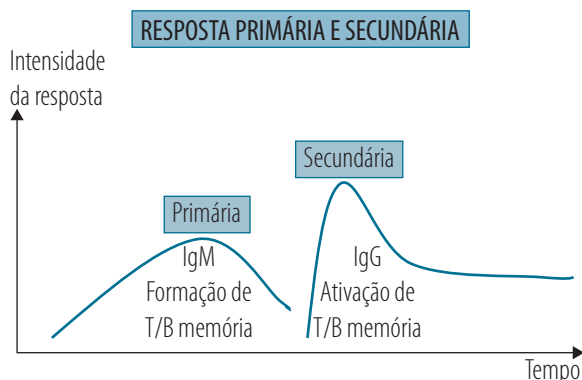 RESPOSTA PRIMÁRIA E SECUNDÁRIA
Intensidade
da resposta
Secundária
Primária
IgM
Formação de
T/B memória
IgG
Ativação de
T/B memória
Tempo